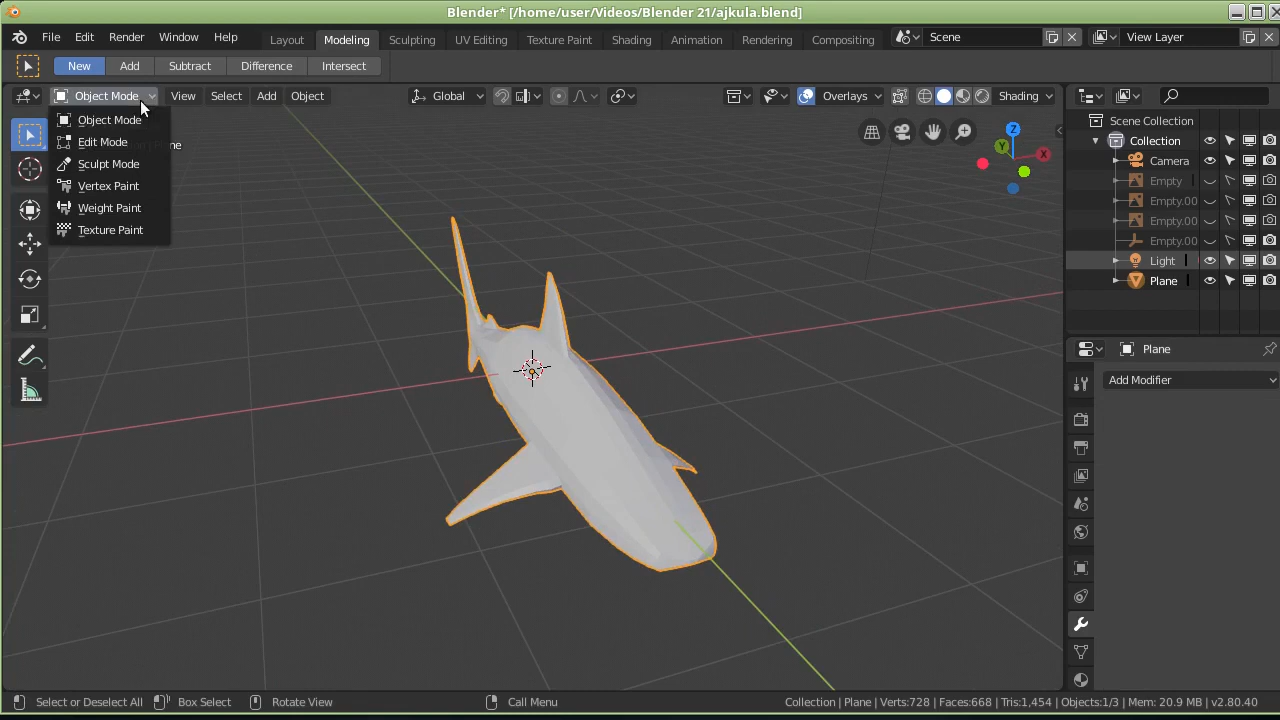 Blender* [/home/user/Videos/Blender 21/ajkula.blend]
File Edit Render Window Help Layout Modeling Sculpting UV Editing Texture Paint Shading Animation Rendering Compositing Scene View Layer
New Add Subtract Difference Intersect
Object Mode View Select Add Object Global Overlays Shading
Object Mode
Edit Mode
Sculpt Mode
Vertex Paint
Weight Paint
Texture Paint
Z
Y
X
Scene Collection
Collection
Camera
Empty
Empty.00
Empty.00
Empty.00
Light
Plane
Plane
Add Modifier
Select or Deselect All Box Select Rotate View Call Menu Collection | Plane | Verts:728 | Faces:668 | Tris:1,454 | Objects:1/3 | Mem: 20.9 MB | v2.80.40